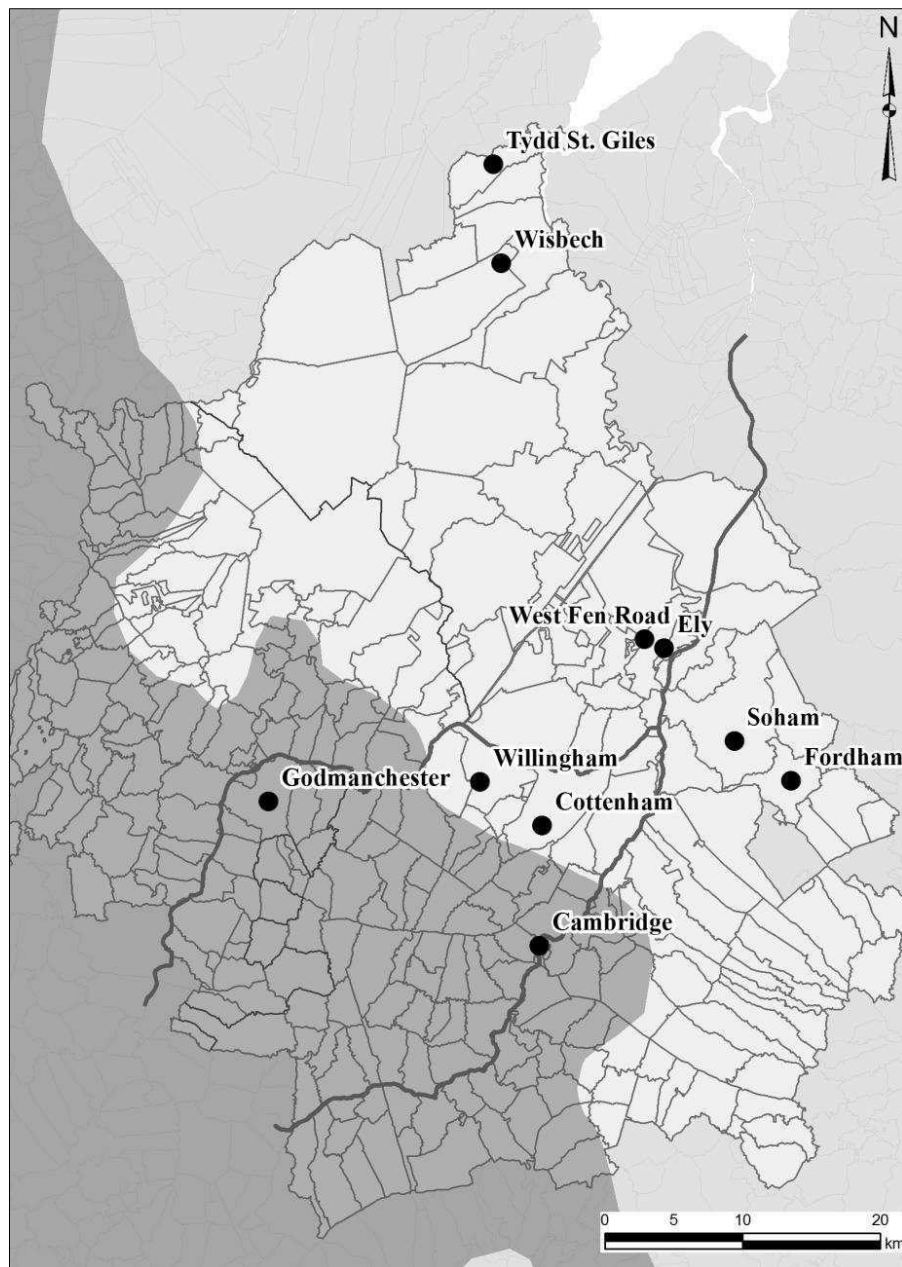 N
Tydd St. Giles
Wisbech
West Fen Road
Ely
Soham
Fordham
Willingham
Godmanchester
Cottenham
Cambridge
0 5 10 20
km